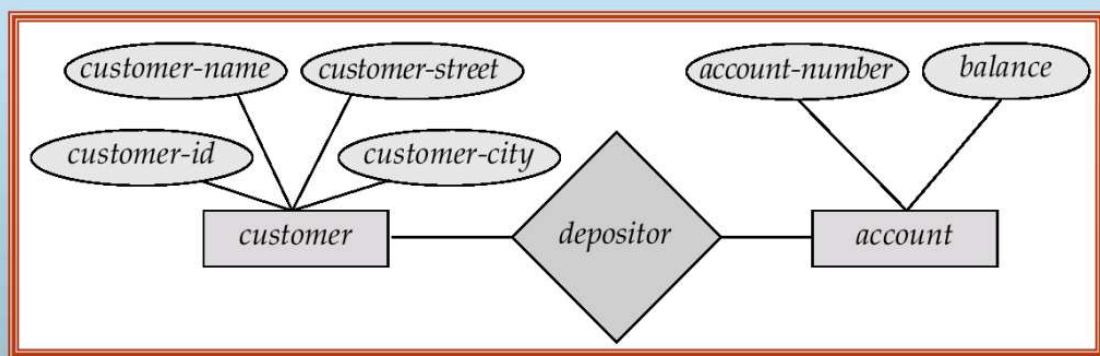 customer-name customer-street account-number balance
customer-id customer-city
customer depositor account